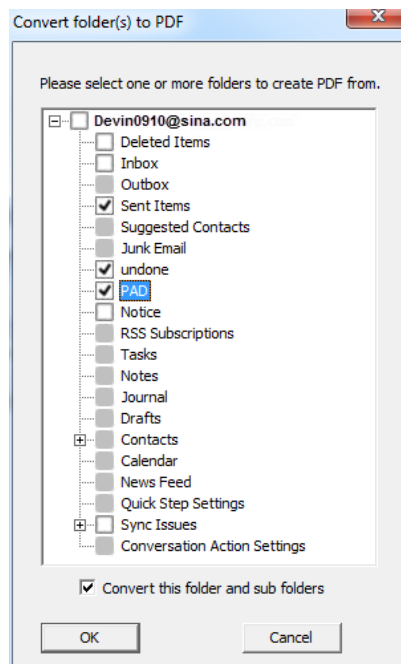 Convert folder(s) to PDF
Please select one or more folders to create PDF from.
Devin0910@sina.com
Deleted Items
Inbox
Outbox
Sent Items
Suggested Contacts
Junk Email
undone
PAD
Notice
RSS Subscriptions
Tasks
Notes
Journal
Drafts
Contacts
Calendar
News Feed
Quick Step Settings
Sync Issues
Conversation Action Settings
Convert this folder and sub folders
OK Cancel